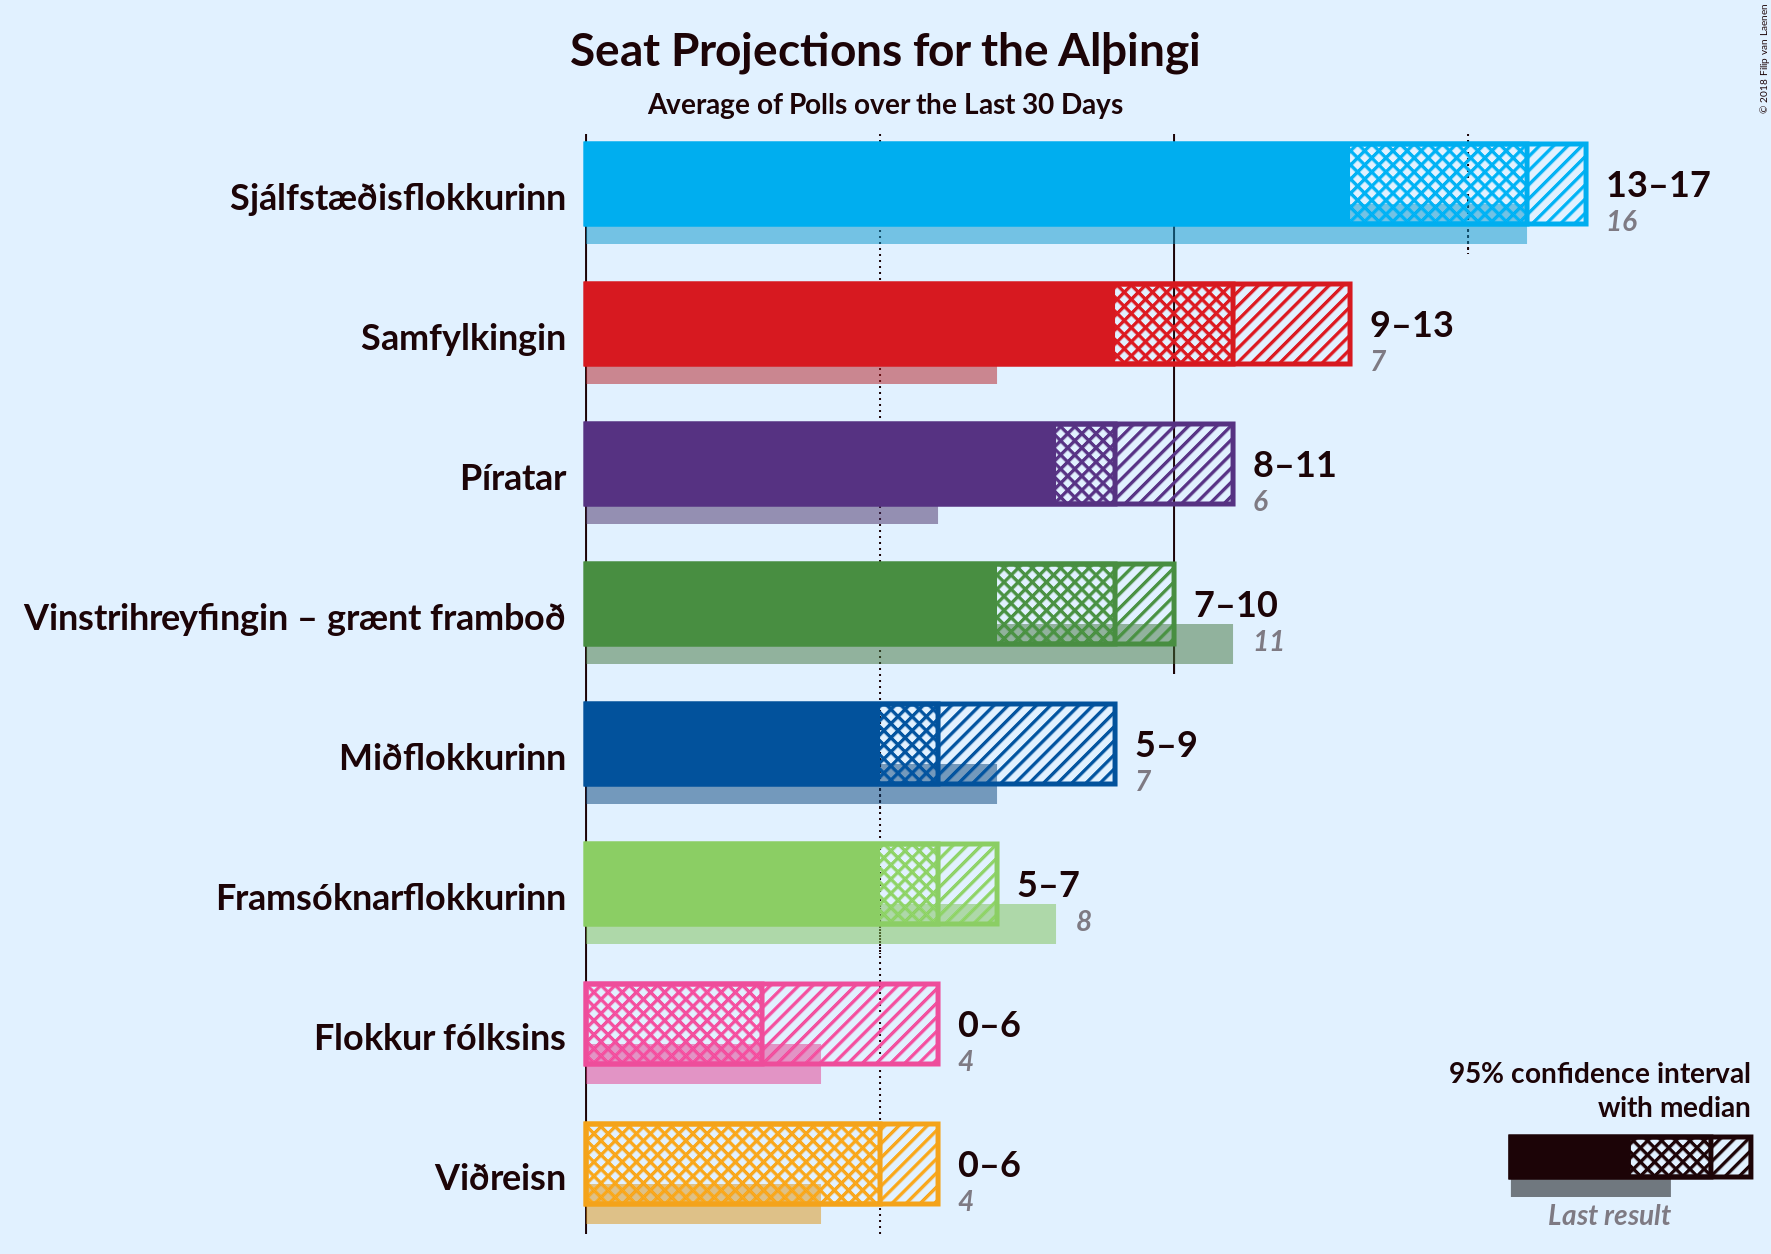 Seat Projections for the Alþingi
Average of Polls over the Last 30 Days
© 2018 Filip van Laenen
Sjálfstæðisflokkurinn
13–17
16
Samfylkingin
9–13
7
Píratar
8–11
6
Vinstrihreyfingin – grænt framboð
7–10
11
Miðflokkurinn
5–9
7
Framsóknarflokkurinn
5–7
8
Flokkur fólksins
0–6
4
Viðreisn
0–6
4
95% confidence interval
with median
Last result